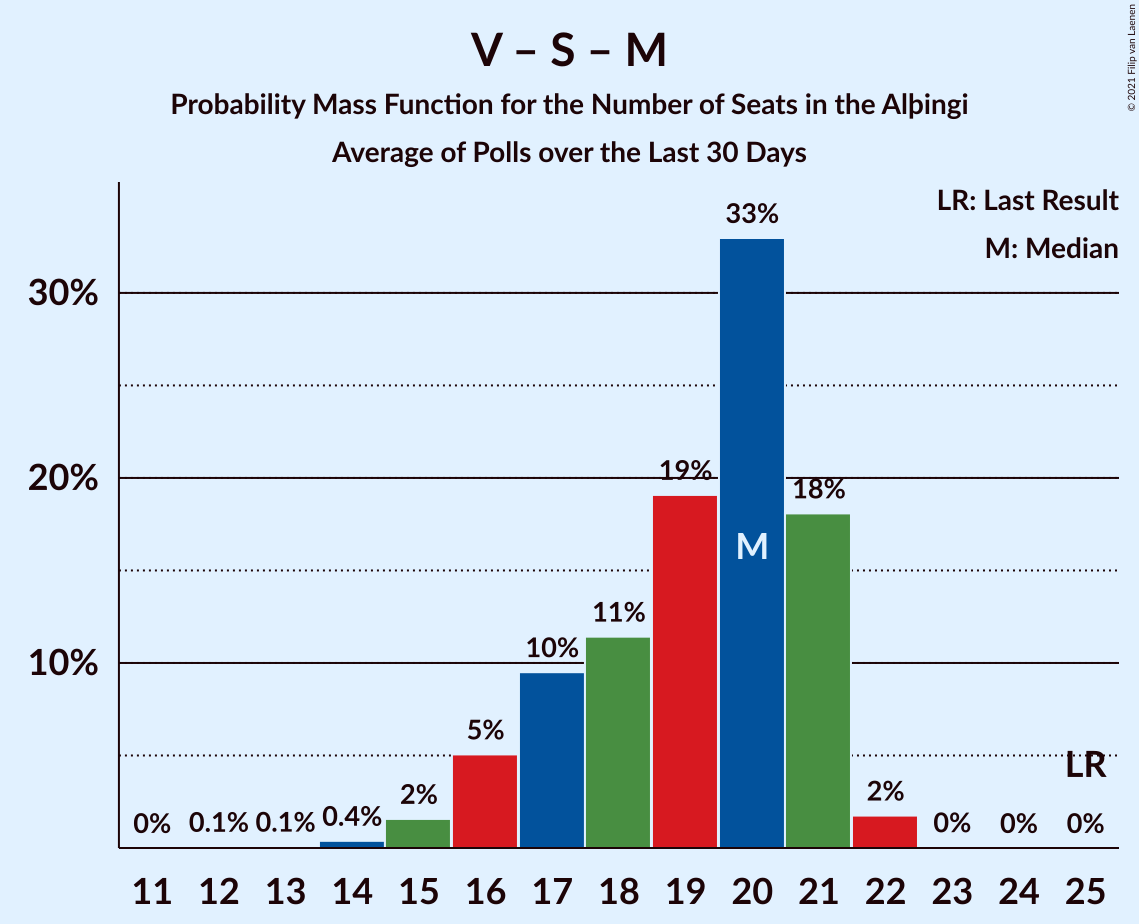 V – S – M
Probability Mass Function for the Number of Seats in the Alþingi
Average of Polls over the Last 30 Days
© 2021 Filip van Laenen
LR: Last Result
M: Median
30%
20%
10%
0%
0.1%
0.1%
0.4%
2%
5%
10%
11%
19%
33%
M
18%
2%
0%
0%
LR
0%
11 12 13 14 15 16 17 18 19 20 21 22 23 24 25